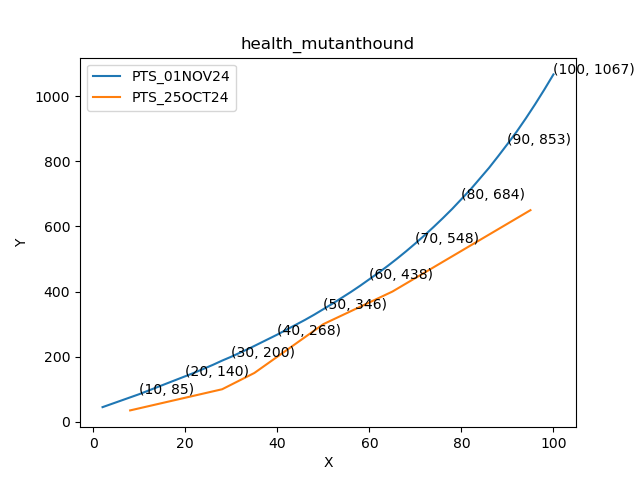 health_mutanthound
PTS_01NOV24
PTS_25OCT24
(100, 1067)
(90, 853)
(80, 684)
(70, 548)
(60, 438)
(50, 346)
(40, 268)
(30, 200)
(20, 140)
(10, 85)
Y
1000
800
600
400
200
0
0 20 40 60 80 100
X